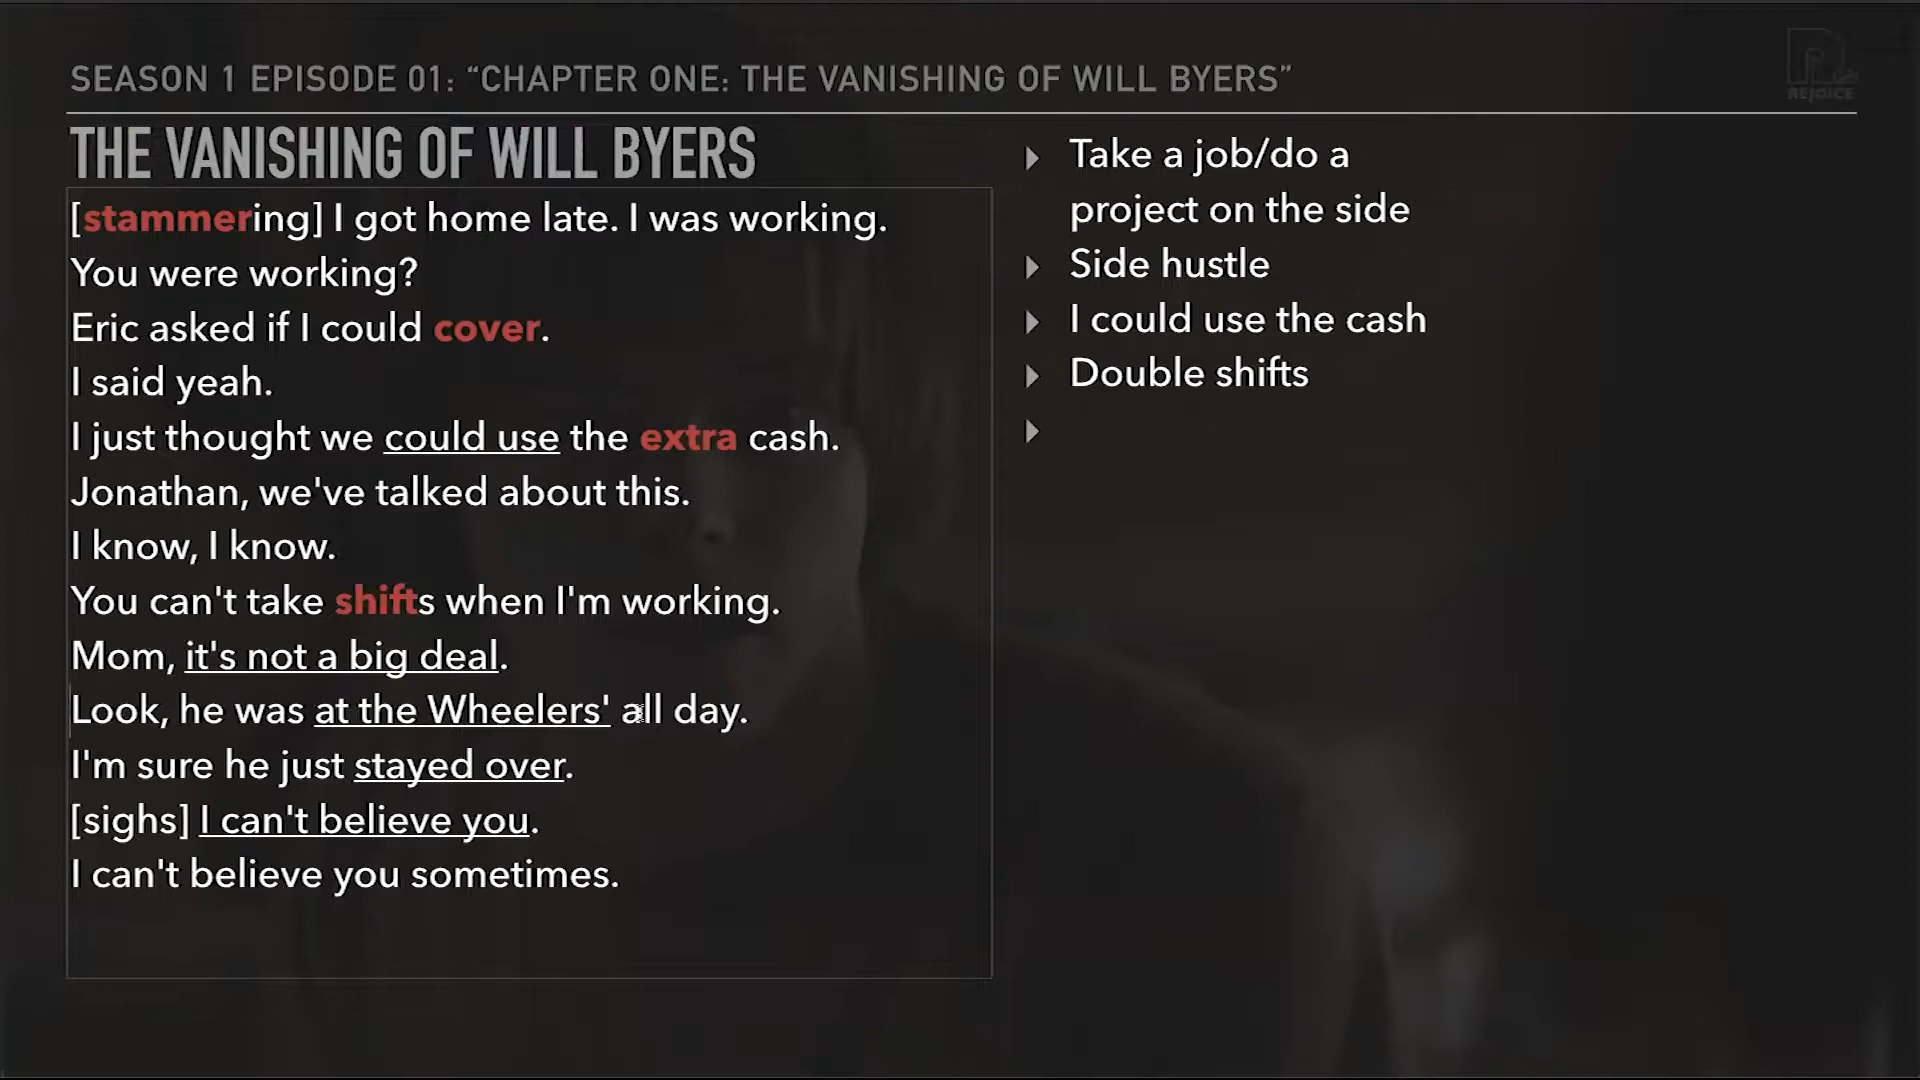 SEASON 1 EPISODE 01: “CHAPTER ONE: THE VANISHING OF WILL BYERS”
REJOICE
THE VANISHING OF WILL BYERS
[stammering] I got home late. I was working.
You were working?
Eric asked if I could cover.
I said yeah.
I just thought we could use the extra cash.
Jonathan, we've talked about this.
I know, I know.
You can't take shifts when I'm working.
Mom, it's not a big deal.
Look, he was at the Wheelers' all day.
I'm sure he just stayed over.
[sighs] I can't believe you.
I can't believe you sometimes.
Take a job/do a
project on the side
Side hustle
I could use the cash
Double shifts